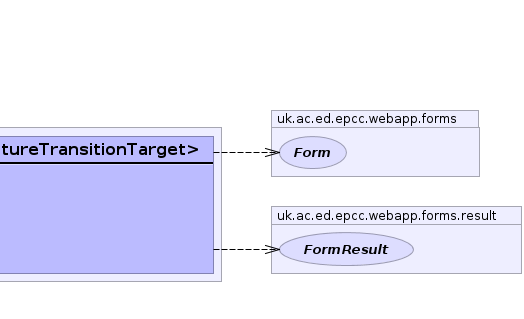 uk.ac.ed.epcc.webapp.forms
tureTransitionTarget>
Form
uk.ac.ed.epcc.webapp.forms.result
FormResult